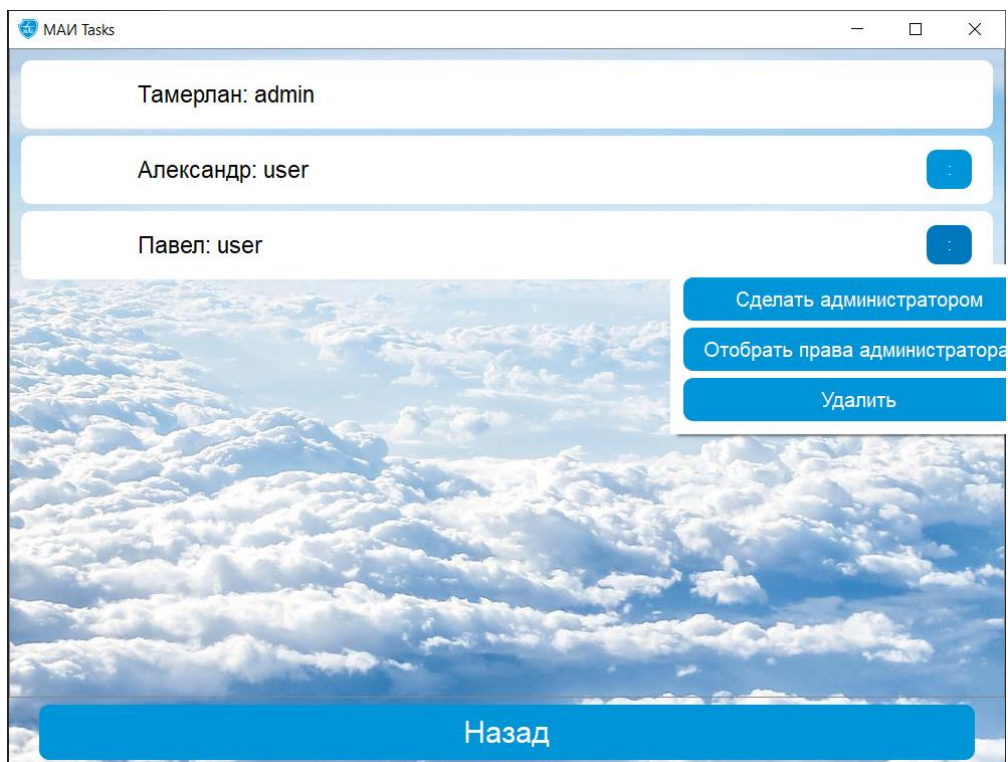 МАИ Tasks
Тамерлан: admin
Александр: user
:
Павел: user
:
Сделать администратором
Отобрать права администратора
Удалить
Назад